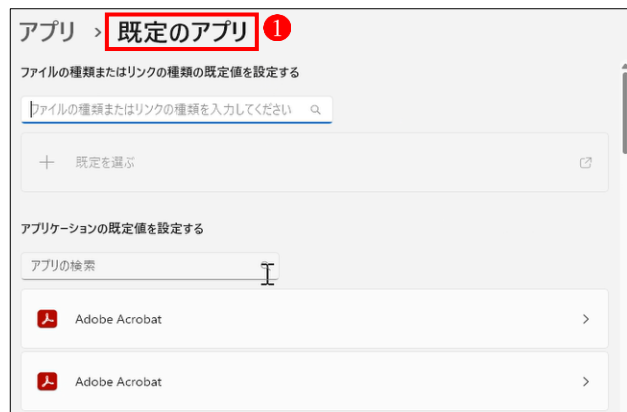 アプリ › 既定のアプリ 1
ファイルの種類またはリンクの種類の既定値を設定する
ファイルの種類またはリンクの種類を入力してください
既定を選ぶ
アプリケーションの既定値を設定する
アプリの検索
Adobe Acrobat
Adobe Acrobat